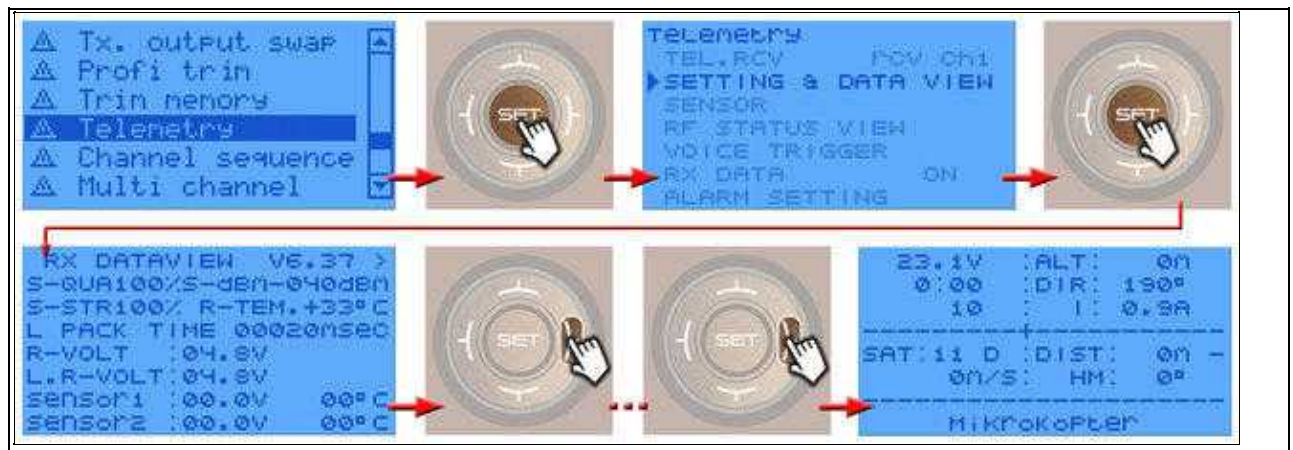 Tx. output swap
Profi trim
Trim memory
Telemetry
Channel sequence
Multi channel
SET
Telemetry
TEL.RCV rcv Ch1
SETTING & DATA VIEW
SENSOR
RF STATUS VIEW
VOICE TRIGGER
RX DATA ON
ALARM SETTING
SET
RX DATAVIEW V6.37 >
S-QUA100%S-dBm-040dBm
S-STR100% R-TEM.+33°C
L PACK TIME 00020msec
R-VOLT :04.8V
L.R-VOLT:04.8V
Sensor1 :00.0V 00°C
Sensor2 :00.0V 00°C
SET
SET
23.1V :ALT: 0m
0:00 :DIR: 190°
10 : I: 0.9A
SAT:11 D :DIST: 0m -
0m/s: HM: 0°
MikroKopter